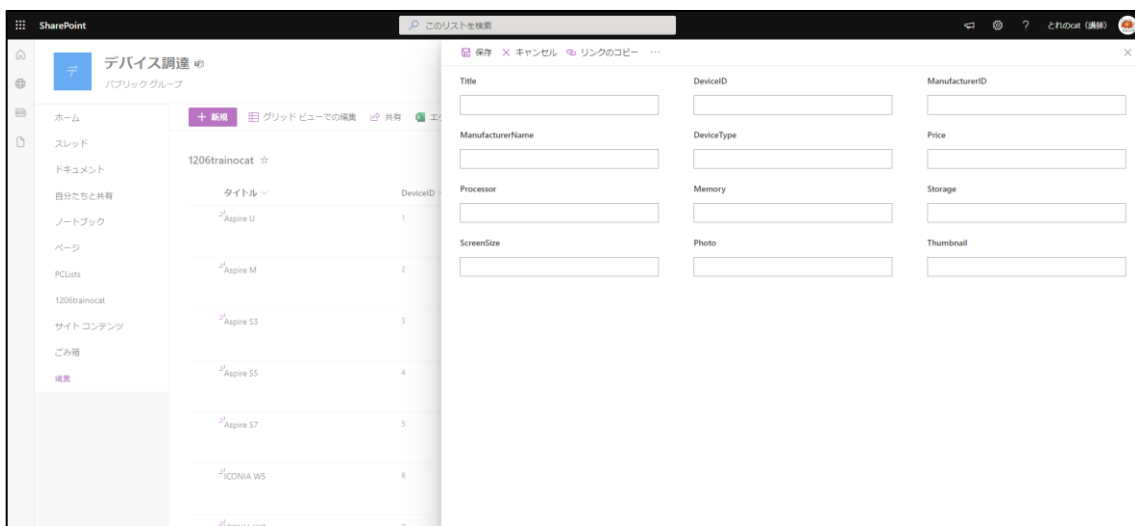 SharePoint
このリストを検索
とれのcat (講師)
デ
デバイス調達
パブリック グループ
ホーム
スレッド
ドキュメント
自分たちと共有
ノートブック
ページ
PCLists
1206trainocat
サイト コンテンツ
ごみ箱
編集
+ 新規 グリッド ビューでの編集 共有 エク
1206trainocat
タイトル DeviceID
Aspire U 1
Aspire M 2
Aspire S3 3
Aspire S5 4
Aspire S7 5
ICONIA W5 6
保存 キャンセル リンクのコピー ...
Title DeviceID ManufacturerID
ManufacturerName DeviceType Price
Processor Memory Storage
ScreenSize Photo Thumbnail